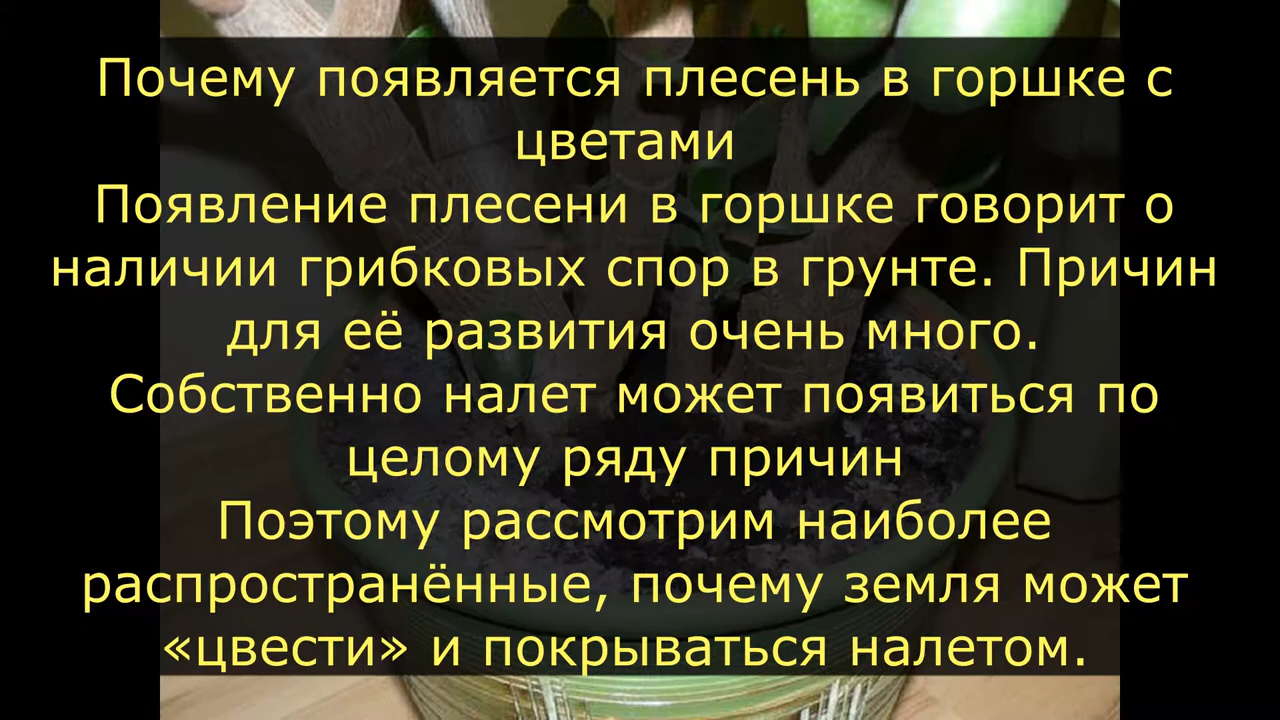 Почему появляется плесень в горшке с
цветами
Появление плесени в горшке говорит о
наличии грибковых спор в грунте. Причин
для её развития очень много.
Собственно налет может появиться по
целому ряду причин
Поэтому рассмотрим наиболее
распространённые, почему земля может
«цвести» и покрываться налетом.